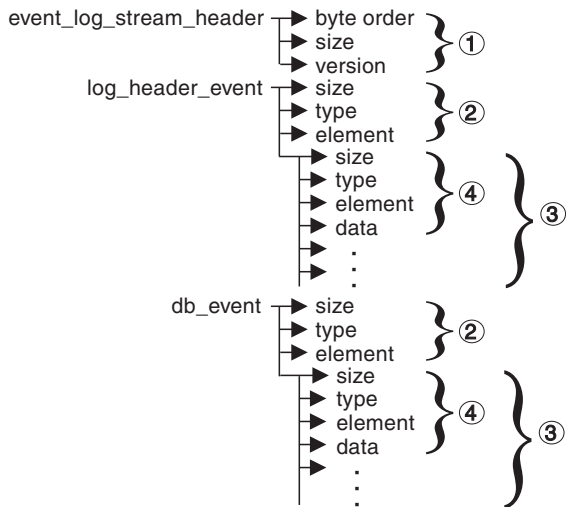 event_log_stream_header byte order
size ①
version
log_header_event size
type ②
element
size
type ④
element ③
data
.
.
.
db_event size
type ②
element
size
type ④
element ③
data
.
.
.